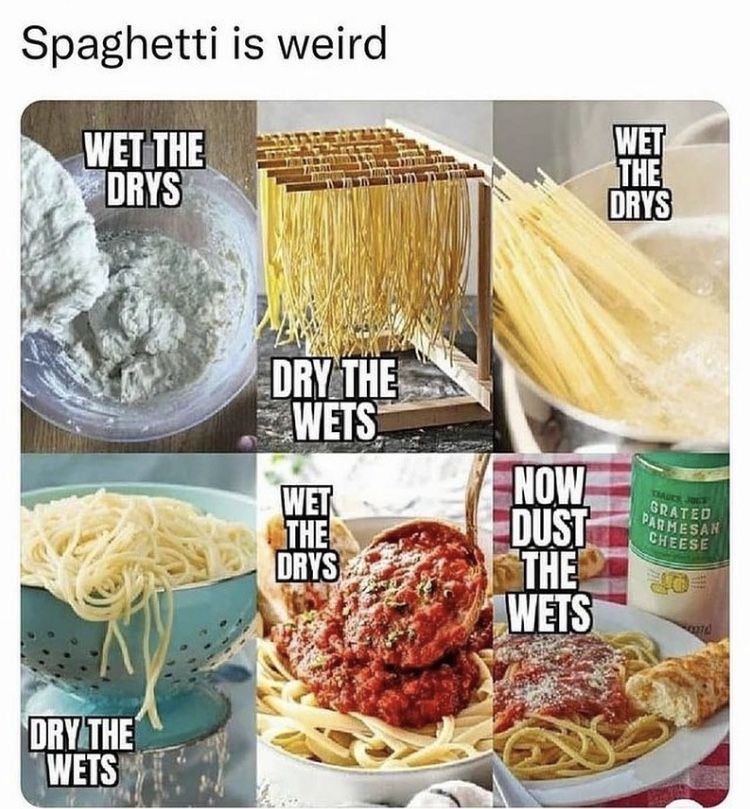 Spaghetti is weird
WET THE
DRYS
DRY THE
WETS
WET
THE
DRYS
DRY THE
WETS
WET
THE
DRYS
NOW
DUST
THE
WETS
GRATED
PARMESAN
CHEESE